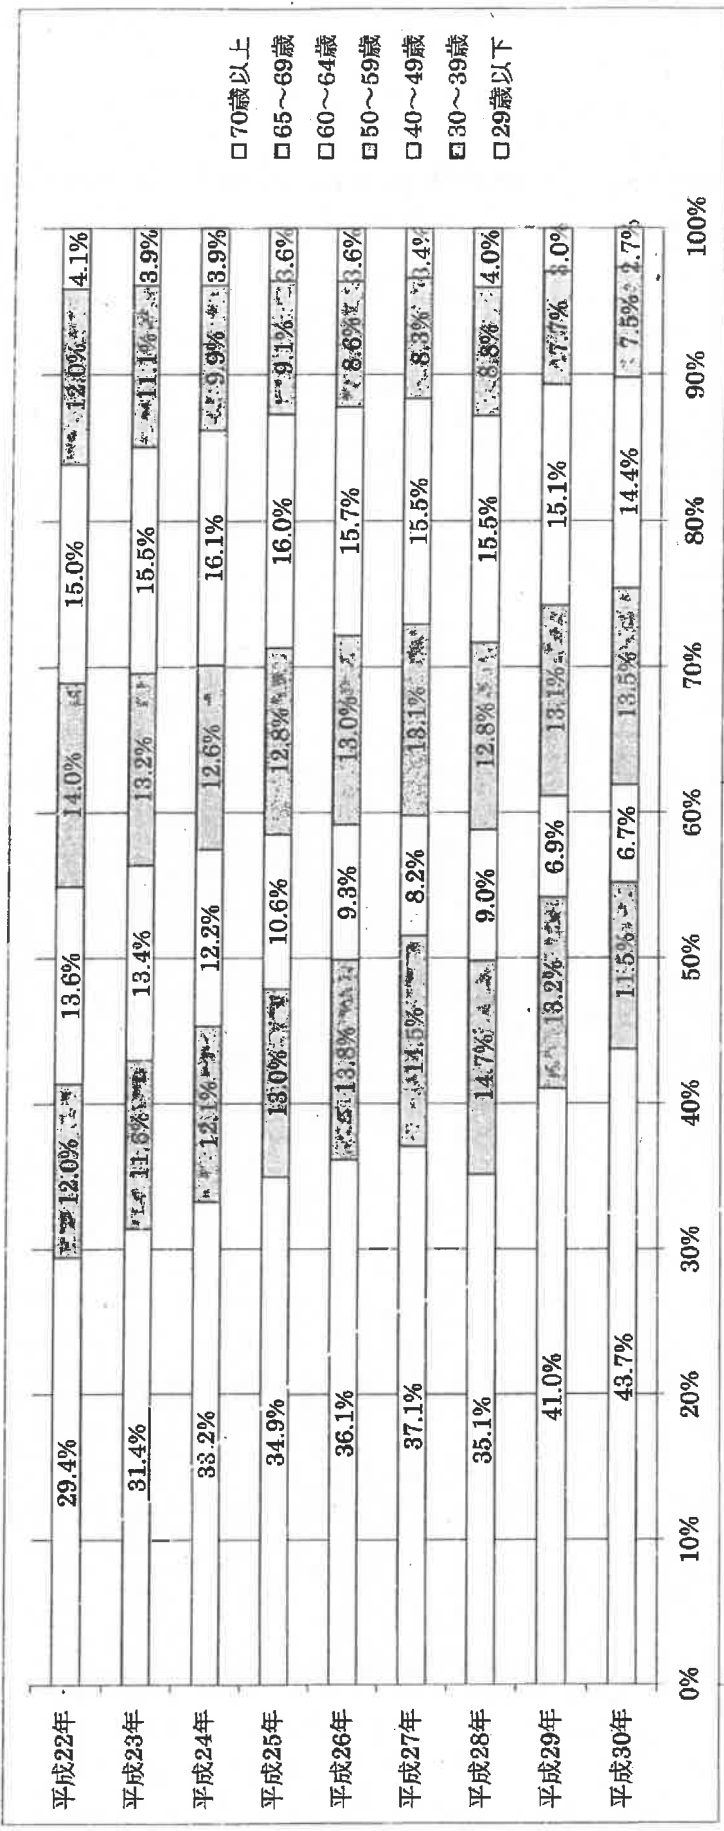 平成22年 29.4% 12.0% 13.6% 14.0% 15.0% 12.0% 4.1%
平成23年 31.4% 11.6% 13.4% 13.2% 15.5% 11.1% 3.9%
平成24年 33.2% 12.1% 12.2% 12.6% 16.1% 9.9% 3.9%
平成25年 34.9% 13.0% 10.6% 12.8% 16.0% 9.1% 3.6%
平成26年 36.1% 13.8% 9.3% 13.0% 15.7% 8.6% 3.6%
平成27年 37.1% 14.5% 8.2% 13.1% 15.5% 8.3% 3.4%
平成28年 35.1% 14.7% 9.0% 12.8% 15.5% 8.8% 4.0%
平成29年 41.0% 13.2% 6.9% 13.1% 15.1% 7.7% 3.0%
平成30年 43.7% 11.5% 6.7% 13.5% 14.4% 7.5% 2.7%
0% 10% 20% 30% 40% 50% 60% 70% 80% 90% 100%
70歳以上
65～69歳
60～64歳
50～59歳
40～49歳
30～39歳
29歳以下